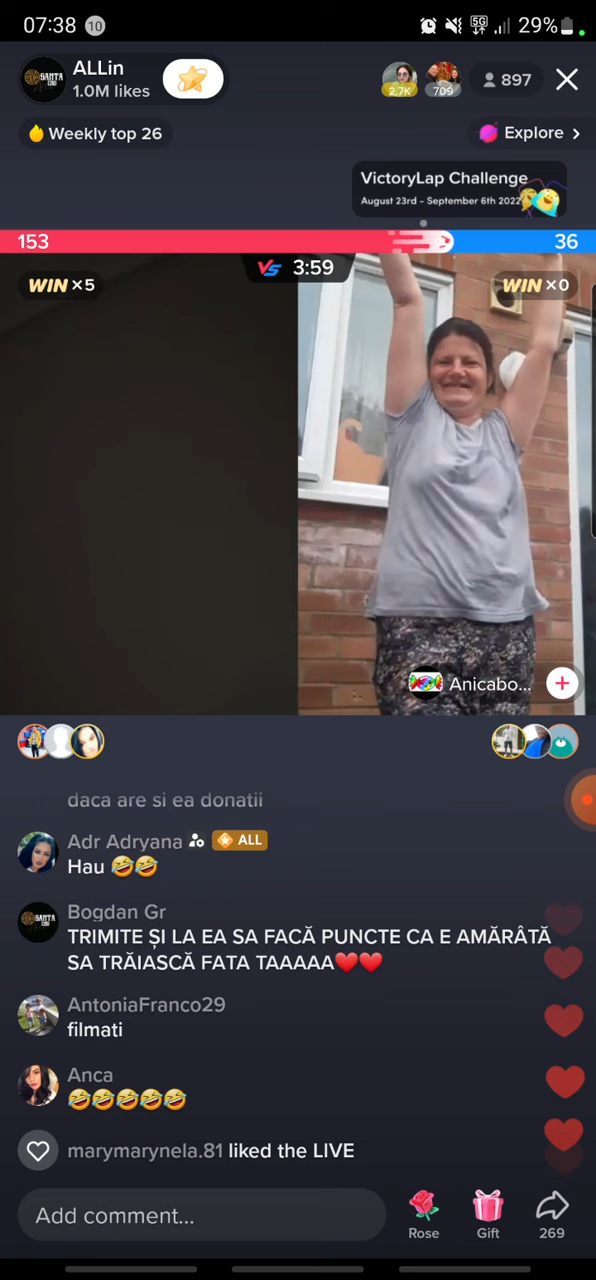 07:38 10 5G 29%
ALLin
1.0M likes
2.7K 709 897
Weekly top 26 Explore
VictoryLap Challenge
August 23rd - September 6th 2022
153 36
WIN ×5 VS 3:59 WIN ×0
Anicabo... +
daca are si ea donatii
Adr Adryana ALL
Hau 🤣🤣
Bogdan Gr
TRIMITE ȘI LA EA SA FACĂ PUNCTE CA E AMĂRÂTĂ
SA TRĂIASCĂ FATA TAAAAA❤️❤️
AntoniaFranco29
filmati
Anca
🤣🤣🤣🤣🤣
marymarynela.81 liked the LIVE
Add comment...
Rose Gift 269